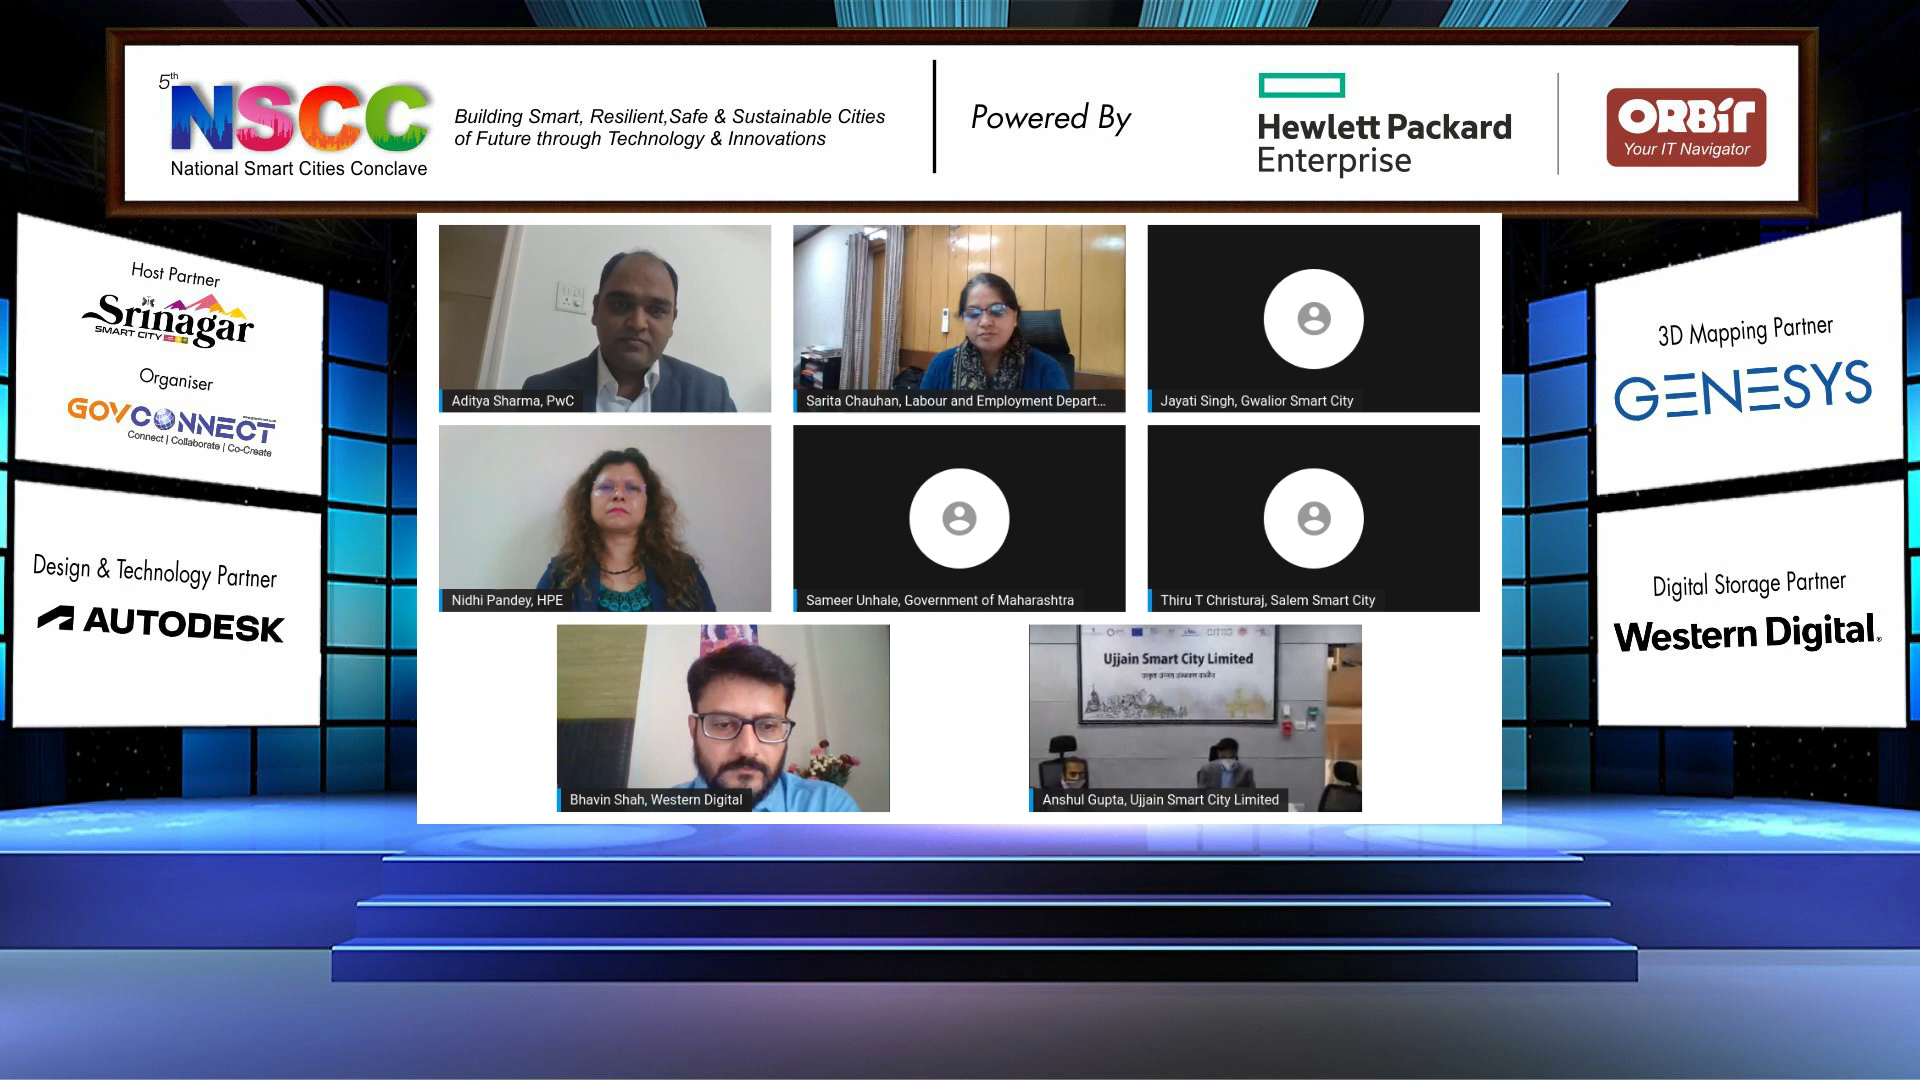 5th
NSCC
National Smart Cities Conclave
Building Smart, Resilient,Safe & Sustainable Cities
of Future through Technology & Innovations
Powered By
Hewlett Packard
Enterprise
ORBiT
Your IT Navigator
Host Partner
Srinagar
SMART CITY
Organiser
GOVCONNECT
Connect | Collaborate | Co-Create
Design & Technology Partner
AUTODESK
Aditya Sharma, PwC
Sarita Chauhan, Labour and Employment Depart...
Jayati Singh, Gwalior Smart City
Nidhi Pandey, HPE
Sameer Unhale, Government of Maharashtra
Thiru T Christuraj, Salem Smart City
Bhavin Shah, Western Digital
Ujjain Smart City Limited
Anshul Gupta, Ujjain Smart City Limited
3D Mapping Partner
GENESYS
Digital Storage Partner
Western Digital®